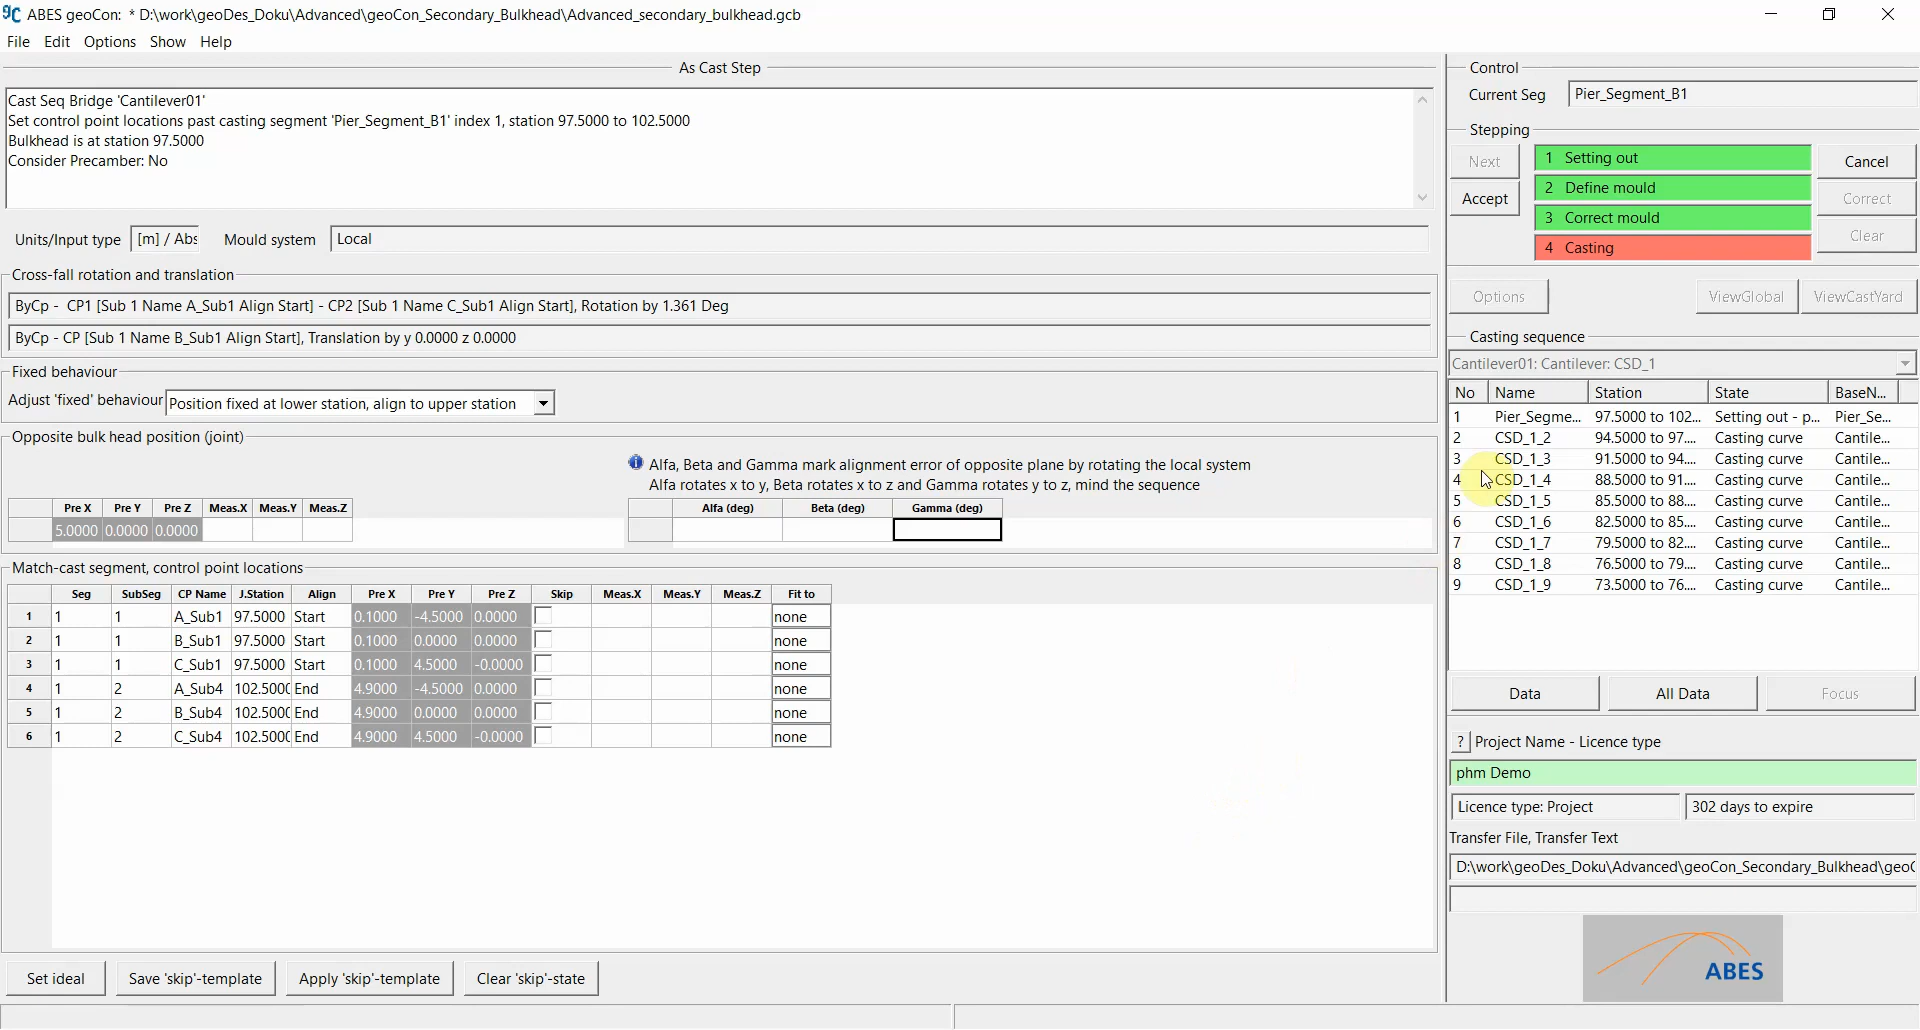 ABES geoCon: * D:\work\geoDes_Doku\Advanced\geoCon_Secondary_Bulkhead\Advanced_secondary_bulkhead.gcb
File Edit Options Show Help
As Cast Step
Cast Seq Bridge 'Cantilever01'
Set control point locations past casting segment 'Pier_Segment_B1' index 1, station 97.5000 to 102.5000
Bulkhead is at station 97.5000
Consider Precamber: No
Units/Input type [m] / Abs Mould system Local
Cross-fall rotation and translation
ByCp - CP1 [Sub 1 Name A_Sub1 Align Start] - CP2 [Sub 1 Name C_Sub1 Align Start], Rotation by 1.361 Deg
ByCp - CP [Sub 1 Name B_Sub1 Align Start], Translation by y 0.0000 z 0.0000
Fixed behaviour
Adjust 'fixed' behaviour Position fixed at lower station, align to upper station
Opposite bulk head position (joint)
Alfa, Beta and Gamma mark alignment error of opposite plane by rotating the local system
Alfa rotates x to y, Beta rotates x to z and Gamma rotates y to z, mind the sequence
Pre X Pre Y Pre Z Meas.X Meas.Y Meas.Z Alfa (deg) Beta (deg) Gamma (deg)
5.0000 0.0000 0.0000
Match-cast segment, control point locations
Seg SubSeg CP Name J.Station Align Pre X Pre Y Pre Z Skip Meas.X Meas.Y Meas.Z Fit to
1 1 1 A_Sub1 97.5000 Start 0.1000 -4.5000 0.0000 none
2 1 1 B_Sub1 97.5000 Start 0.1000 0.0000 0.0000 none
3 1 1 C_Sub1 97.5000 Start 0.1000 4.5000 -0.0000 none
4 1 2 A_Sub4 102.500( End 4.9000 -4.5000 0.0000 none
5 1 2 B_Sub4 102.500( End 4.9000 0.0000 0.0000 none
6 1 2 C_Sub4 102.500( End 4.9000 4.5000 -0.0000 none
Set ideal Save 'skip'-template Apply 'skip'-template Clear 'skip'-state
Control
Current Seg Pier_Segment_B1
Stepping
Next 1 Setting out Cancel
2 Define mould
Accept Correct
3 Correct mould
Clear
4 Casting
Options ViewGlobal ViewCastYard
Casting sequence
Cantilever01: Cantilever: CSD_1
No Name Station State BaseN...
1 Pier_Segme... 97.5000 to 102... Setting out - p... Pier_Se...
2 CSD_1_2 94.5000 to 97.... Casting curve Cantile...
3 CSD_1_3 91.5000 to 94.... Casting curve Cantile...
4 CSD_1_4 88.5000 to 91.... Casting curve Cantile...
5 CSD_1_5 85.5000 to 88.... Casting curve Cantile...
6 CSD_1_6 82.5000 to 85.... Casting curve Cantile...
7 CSD_1_7 79.5000 to 82.... Casting curve Cantile...
8 CSD_1_8 76.5000 to 79.... Casting curve Cantile...
9 CSD_1_9 73.5000 to 76.... Casting curve Cantile...
Data All Data Focus
? Project Name - Licence type
phm Demo
Licence type: Project 302 days to expire
Transfer File, Transfer Text
D:\work\geoDes_Doku\Advanced\geoCon_Secondary_Bulkhead\geoC
ABES